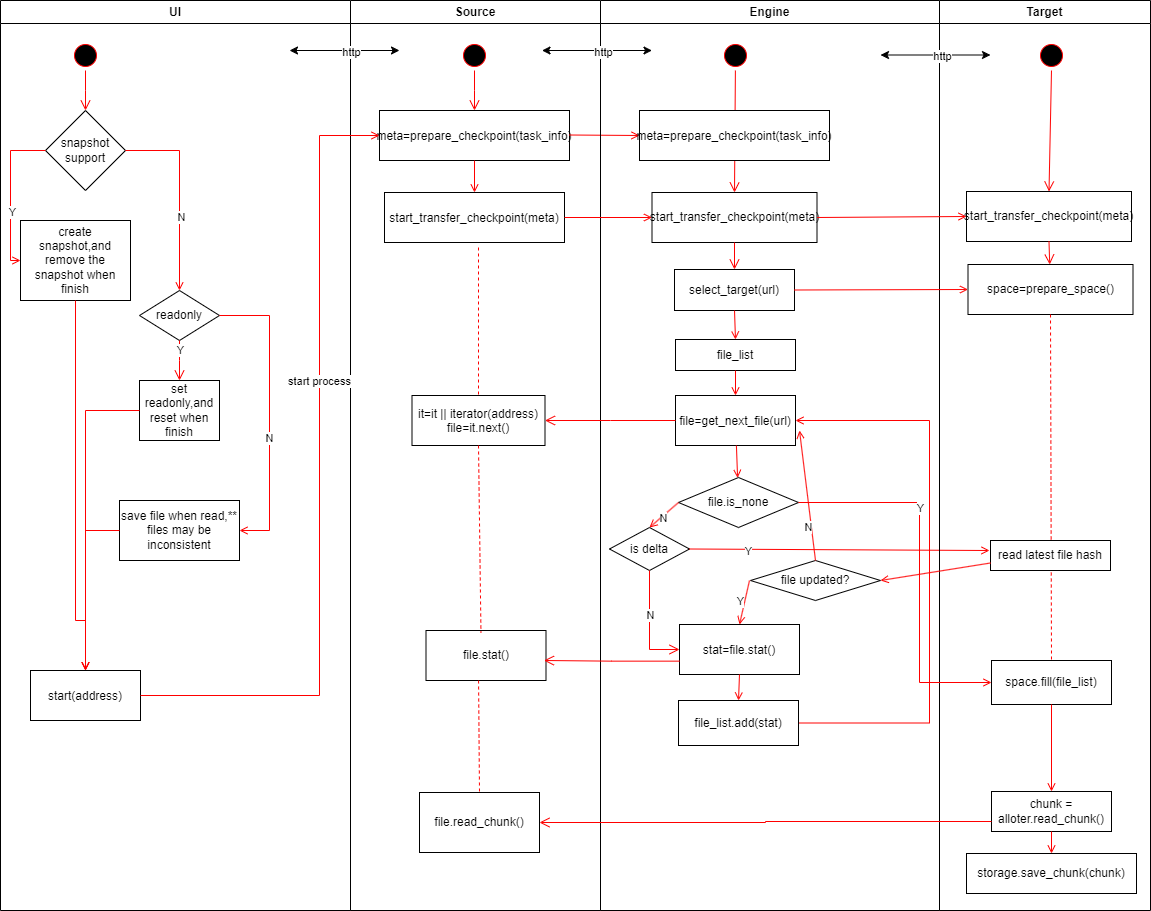 UI
Source
Engine
Target
http
http
http
snapshot
support
Y
N
create
snapshot,and
remove the
snapshot when
finish
readonly
Y
N
set
readonly,and
reset when
finish
save file when read,**
files may be
inconsistent
start(address)
start process
meta=prepare_checkpoint(task_info)
start_transfer_checkpoint(meta)
it=it || iterator(address)
file=it.next()
file.stat()
file.read_chunk()
meta=prepare_checkpoint(task_info)
start_transfer_checkpoint(meta)
select_target(url)
file_list
file=get_next_file(url)
file.is_none
N
Y
is delta
Y
N
file updated?
N
Y
stat=file.stat()
file_list.add(stat)
start_transfer_checkpoint(meta)
space=prepare_space()
read latest file hash
space.fill(file_list)
chunk =
alloter.read_chunk()
storage.save_chunk(chunk)